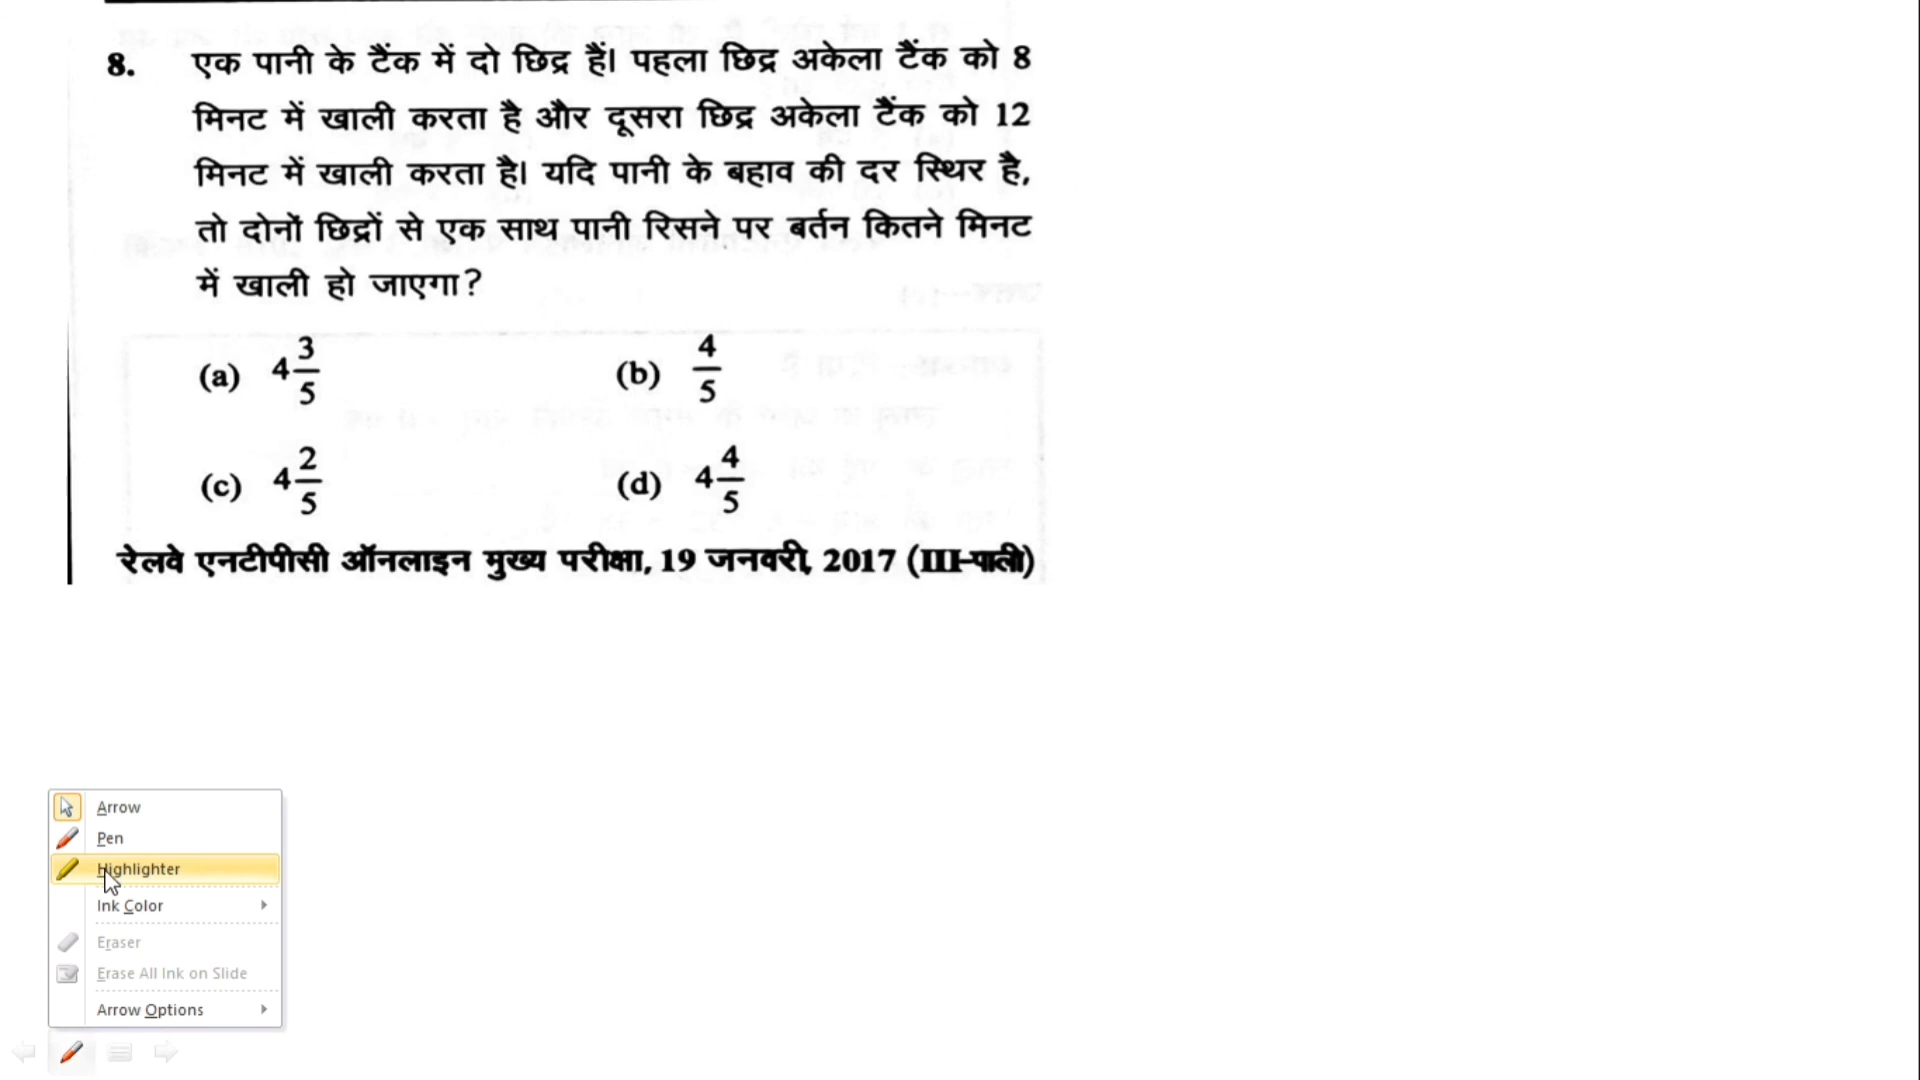 8. एक पानी के टैंक में दो छिद्र हैं। पहला छिद्र अकेला टैंक को 8
मिनट में खाली करता है और दूसरा छिद्र अकेला टैंक को 12
मिनट में खाली करता है। यदि पानी के बहाव की दर स्थिर है,
तो दोनों छिद्रों से एक साथ पानी रिसने पर बर्तन कितने मिनट
में खाली हो जाएगा?
(a) 4 3/5 (b) 4/5
(c) 4 2/5 (d) 4 4/5
रेलवे एनटीपीसी ऑनलाइन मुख्य परीक्षा, 19 जनवरी, 2017 (III-पाली)
Arrow
Pen
Highlighter
Ink Color
Eraser
Erase All Ink on Slide
Arrow Options